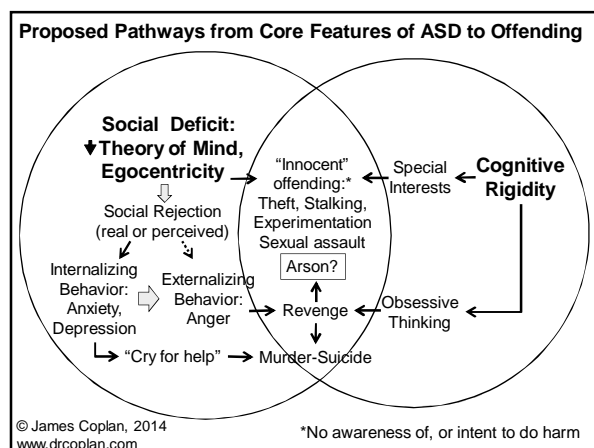 Proposed Pathways from Core Features of ASD to Offending
Social Deficit:
Theory of Mind,
Egocentricity
Social Rejection
(real or perceived)
Internalizing
Behavior:
Anxiety,
Depression
Externalizing
Behavior:
Anger
"Cry for help"
"Innocent"
offending:*
Theft, Stalking,
Experimentation
Sexual assault
Arson?
Revenge
Murder-Suicide
Special
Interests
Cognitive
Rigidity
Obsessive
Thinking
© James Coplan, 2014
www.drcoplan.com
*No awareness of, or intent to do harm